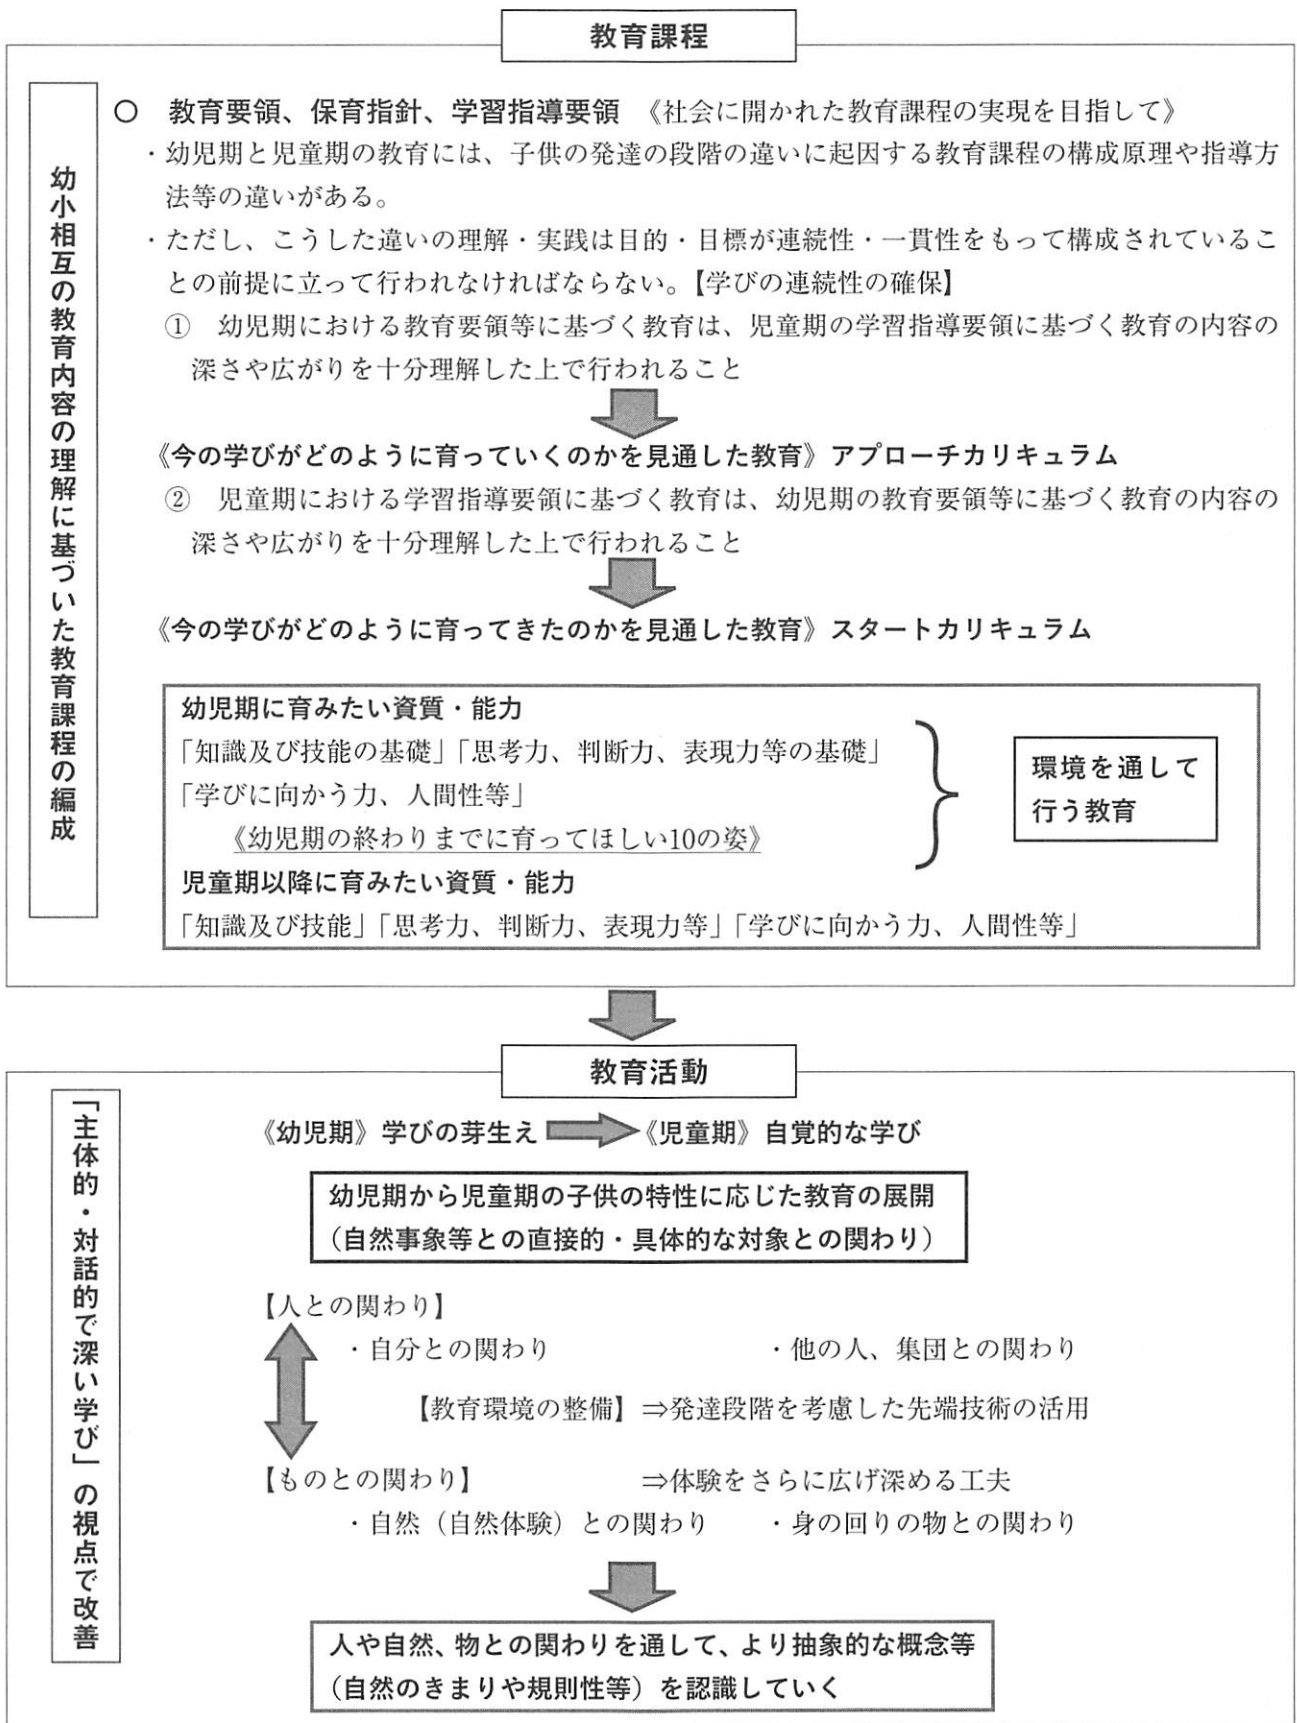 教育課程
幼小相互の教育内容の理解に基づいた教育課程の編成
○ 教育要領、保育指針、学習指導要領 《社会に開かれた教育課程の実現を目指して》
・幼児期と児童期の教育には、子供の発達の段階の違いに起因する教育課程の構成原理や指導方
法等の違いがある。
・ただし、こうした違いの理解・実践は目的・目標が連続性・一貫性をもって構成されているこ
との前提に立って行われなければならない。【学びの連続性の確保】
① 幼児期における教育要領等に基づく教育は、児童期の学習指導要領に基づく教育の内容の
深さや広がりを十分理解した上で行われること
《今の学びがどのように育っていくのかを見通した教育》アプローチカリキュラム
② 児童期における学習指導要領に基づく教育は、幼児期の教育要領等に基づく教育の内容の
深さや広がりを十分理解した上で行われること
《今の学びがどのように育ってきたのかを見通した教育》スタートカリキュラム
幼児期に育みたい資質・能力
「知識及び技能の基礎」「思考力、判断力、表現力等の基礎」
「学びに向かう力、人間性等」
《幼児期の終わりまでに育ってほしい10の姿》
環境を通して
行う教育
児童期以降に育みたい資質・能力
「知識及び技能」「思考力、判断力、表現力等」「学びに向かう力、人間性等」
教育活動
「主体的・対話的で深い学び」の視点で改善
《幼児期》学びの芽生え 《児童期》自覚的な学び
幼児期から児童期の子供の特性に応じた教育の展開
（自然事象等との直接的・具体的な対象との関わり）
【人との関わり】
・自分との関わり ・他の人、集団との関わり
【教育環境の整備】⇒発達段階を考慮した先端技術の活用
【ものとの関わり】 ⇒体験をさらに広げ深める工夫
・自然（自然体験）との関わり ・身の回りの物との関わり
人や自然、物との関わりを通して、より抽象的な概念等
（自然のきまりや規則性等）を認識していく